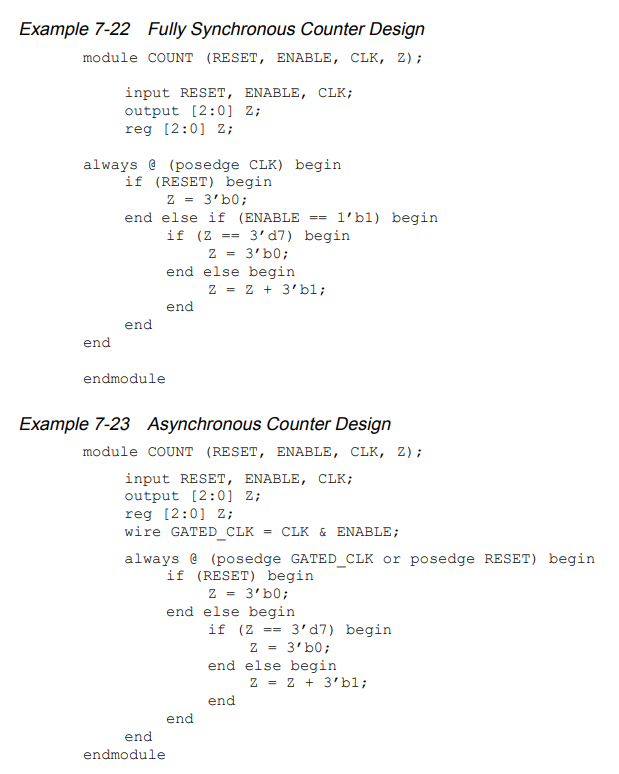 Example 7-22 Fully Synchronous Counter Design
module COUNT (RESET, ENABLE, CLK, Z);
input RESET, ENABLE, CLK;
output [2:0] Z;
reg [2:0] Z;
always @ (posedge CLK) begin
if (RESET) begin
Z = 3’b0;
end else if (ENABLE == 1’b1) begin
if (Z == 3’d7) begin
Z = 3’b0;
end else begin
Z = Z + 3’b1;
end
end
end
endmodule
Example 7-23 Asynchronous Counter Design
module COUNT (RESET, ENABLE, CLK, Z);
input RESET, ENABLE, CLK;
output [2:0] Z;
reg [2:0] Z;
wire GATED_CLK = CLK & ENABLE;
always @ (posedge GATED_CLK or posedge RESET) begin
if (RESET) begin
Z = 3’b0;
end else begin
if (Z == 3’d7) begin
Z = 3’b0;
end else begin
Z = Z + 3’b1;
end
end
end
endmodule